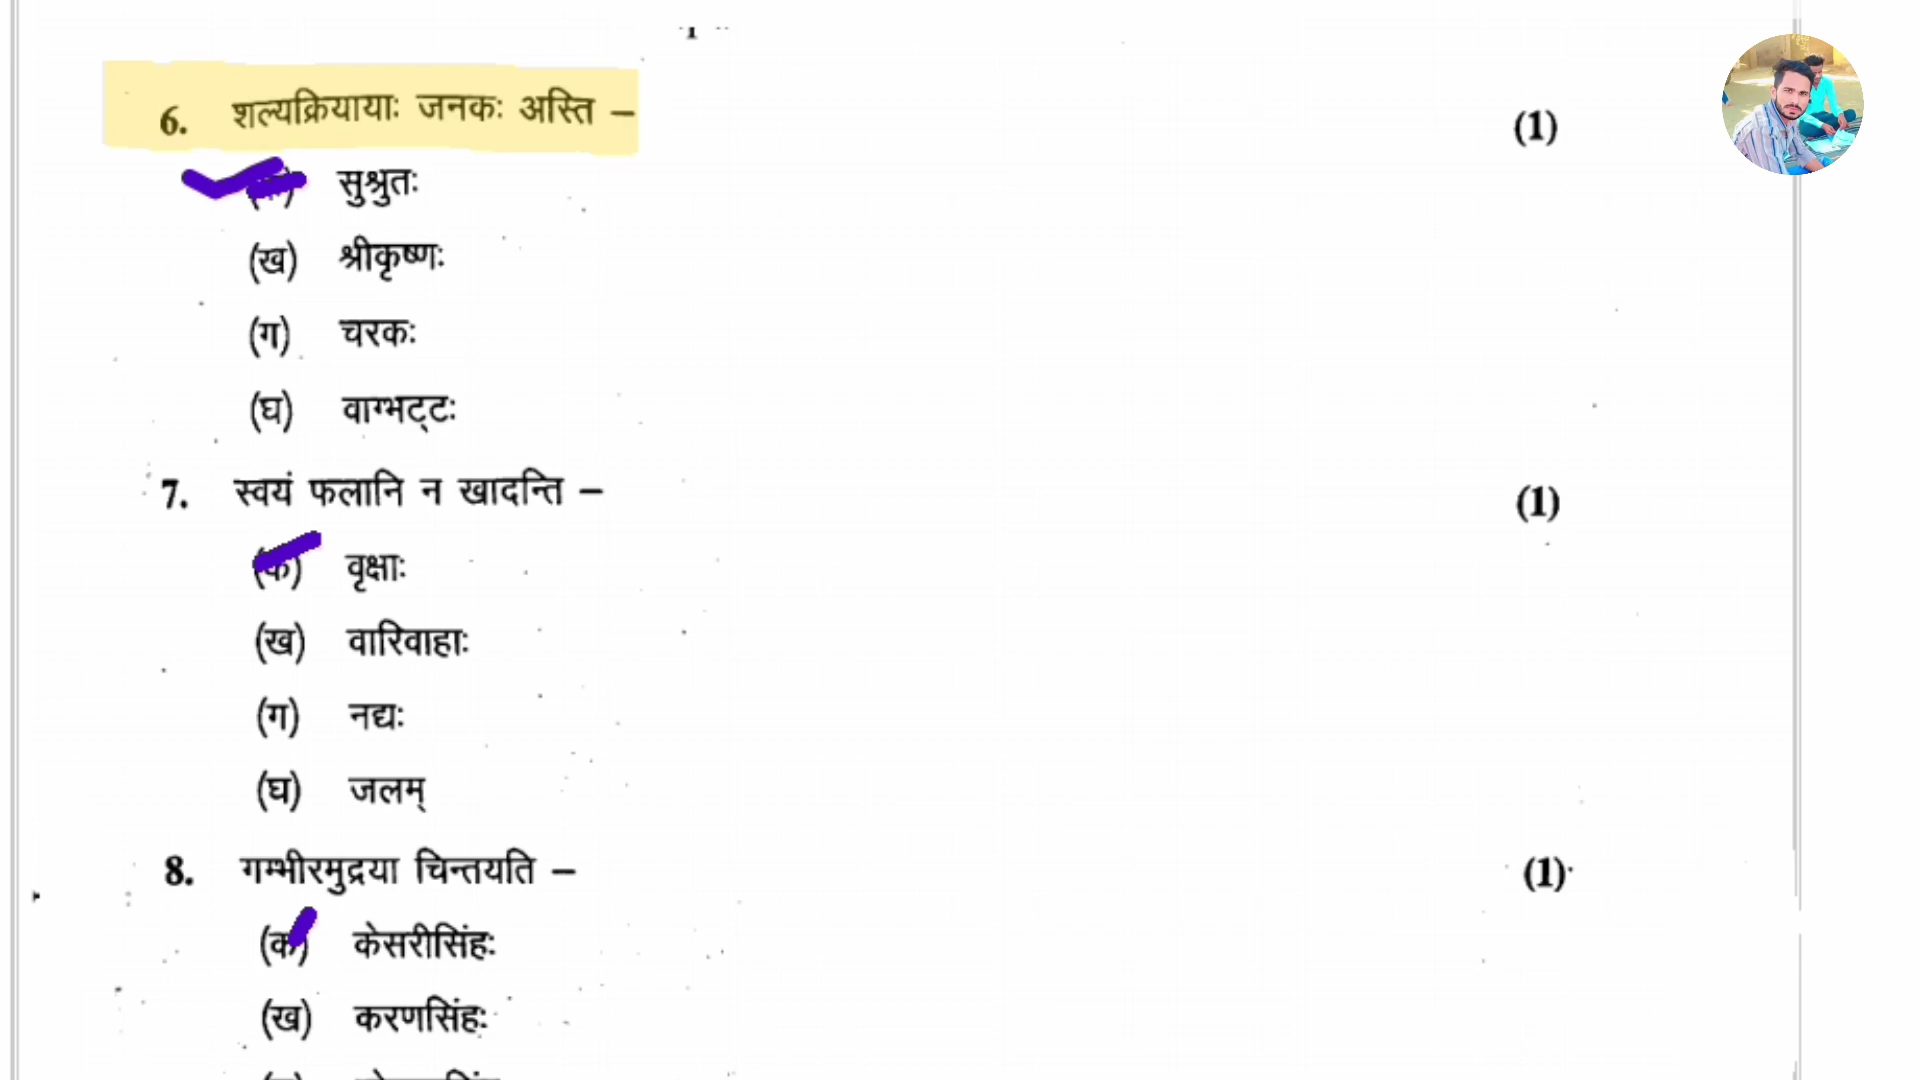 6. शल्यक्रियायाः जनकः अस्ति – (1)
सुश्रुतः
(ख) श्रीकृष्णः
(ग) चरकः
(घ) वाग्भट्टः
7. स्वयं फलानि न खादन्ति – (1)
(क) वृक्षाः
(ख) वारिवाहाः
(ग) नद्यः
(घ) जलम्
8. गम्भीरमुद्रया चिन्तयति – (1)
(क) केसरीसिंहः
(ख) करणसिंहः